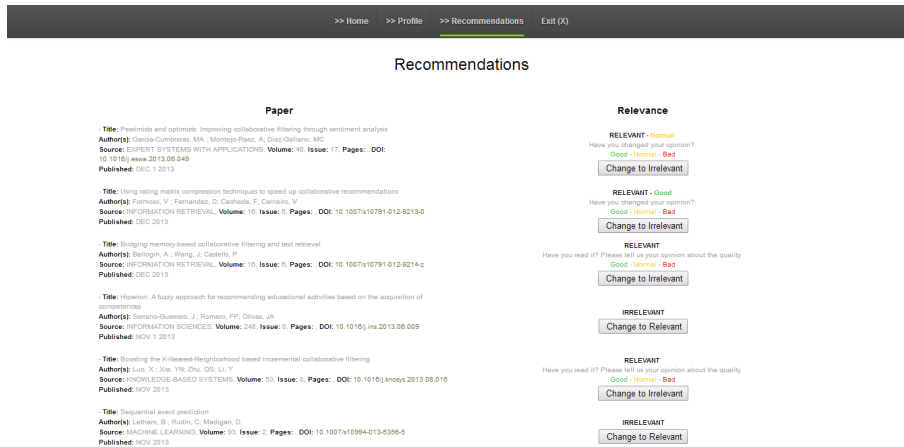 >> Home >> Profile >> Recommendations Exit (X)
Recommendations
Paper Relevance
- Title: Pessimists and optimists: Improving collaborative filtering through sentiment analysis
Author(s): Garcia-Cumbreras, MA ; Montejo-Raez, A; Diaz-Galiano, MC
Source: EXPERT SYSTEMS WITH APPLICATIONS, Volume: 40, Issue: 17, Pages: . DOI:
10.1016/j.eswa.2013.06.049
Published: DEC 1 2013
RELEVANT - Normal
Have you changed your opinion?
Good - Normal - Bad
Change to Irrelevant
- Title: Using rating matrix compression techniques to speed up collaborative recommendations
Author(s): Formoso, V ; Fernandez, D; Cacheda, F; Carneiro, V
Source: INFORMATION RETRIEVAL, Volume: 16, Issue: 6, Pages: . DOI: 10.1007/s10791-012-9213-0
Published: DEC 2013
RELEVANT - Good
Have you changed your opinion?
Good - Normal - Bad
Change to Irrelevant
- Title: Bridging memory-based collaborative filtering and text retrieval
Author(s): Bellogin, A ; Wang, J; Castells, P
Source: INFORMATION RETRIEVAL, Volume: 16, Issue: 6, Pages: . DOI: 10.1007/s10791-012-9214-z
Published: DEC 2013
RELEVANT
Have you read it? Please tell us your opinion about the quality
Good - Normal - Bad
Change to Irrelevant
- Title: Hiperion: A fuzzy approach for recommending educational activities based on the acquisition of
competences
Author(s): Serrano-Guerrero, J ; Romero, FP; Olivas, JA
Source: INFORMATION SCIENCES, Volume: 248, Issue: 0, Pages: . DOI: 10.1016/j.ins.2013.06.009
Published: NOV 1 2013
IRRELEVANT
Change to Relevant
- Title: Boosting the K-Nearest-Neighborhood based incremental collaborative filtering
Author(s): Luo, X ; Xia, YN; Zhu, QS; Li, Y
Source: KNOWLEDGE-BASED SYSTEMS, Volume: 53, Issue: 0, Pages: . DOI: 10.1016/j.knosys.2013.08.016
Published: NOV 2013
RELEVANT
Have you read it? Please tell us your opinion about the quality
Good - Normal - Bad
Change to Irrelevant
- Title: Sequential event prediction
Author(s): Letham, B ; Rudin, C; Madigan, D
Source: MACHINE LEARNING, Volume: 93, Issue: 2, Pages: . DOI: 10.1007/s10994-013-5356-5
Published: NOV 2013
IRRELEVANT
Change to Relevant